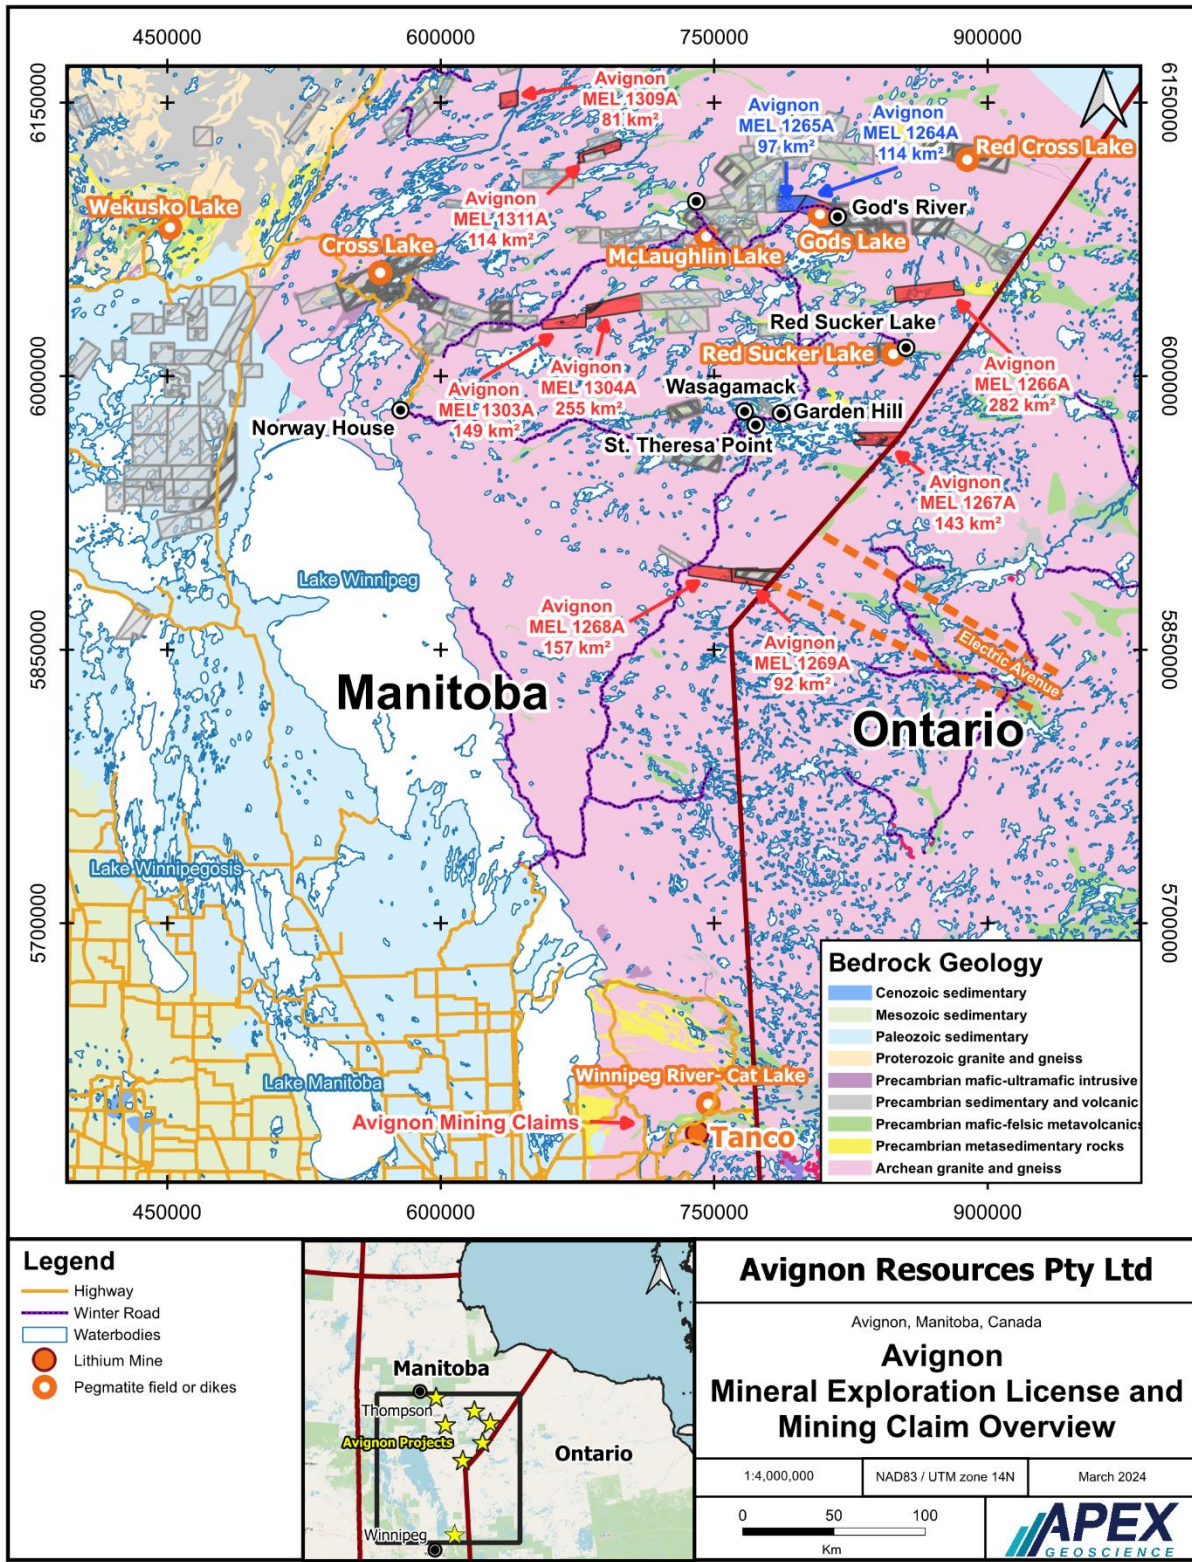 450000
600000
750000
900000
6150000
6150000
Avignon
MEL 1309A
81 km²
Avignon
MEL 1265A
97 km²
Avignon
MEL 1264A
114 km²
Red Cross Lake
Avignon
MEL 1311A
114 km²
Wekusko Lake
Cross Lake
God's River
Gods Lake
McLaughlin Lake
6000000
6000000
Red Sucker Lake
Red Sucker Lake
Avignon
MEL 1266A
282 km²
Avignon
MEL 1304A
255 km²
Avignon
MEL 1303A
149 km²
Wasagamack
Garden Hill
St. Theresa Point
Norway House
Avignon
MEL 1267A
143 km²
Lake Winnipeg
Avignon
MEL 1268A
157 km²
Avignon
MEL 1269A
92 km²
Electric Avenue
5850000
5850000
Manitoba
Ontario
Lake Winnipegosis
5700000
5700000
Lake Manitoba
Winnipeg River- Cat Lake
Avignon Mining Claims
Tanco
Bedrock Geology
Cenozoic sedimentary
Mesozoic sedimentary
Paleozoic sedimentary
Proterozoic granite and gneiss
Precambrian mafic-ultramafic intrusive
Precambrian sedimentary and volcanic
Precambrian mafic-felsic metavolcanics
Precambrian metasedimentary rocks
Archean granite and gneiss
450000
600000
750000
900000
Legend
Highway
Winter Road
Waterbodies
Lithium Mine
Pegmatite field or dikes
Manitoba
Thompson
Avignon Projects
Ontario
Winnipeg
Avignon Resources Pty Ltd
Avignon, Manitoba, Canada
Avignon
Mineral Exploration License and
Mining Claim Overview
1:4,000,000
NAD83 / UTM zone 14N
March 2024
0 50 100
Km
APEX
GEOSCIENCE